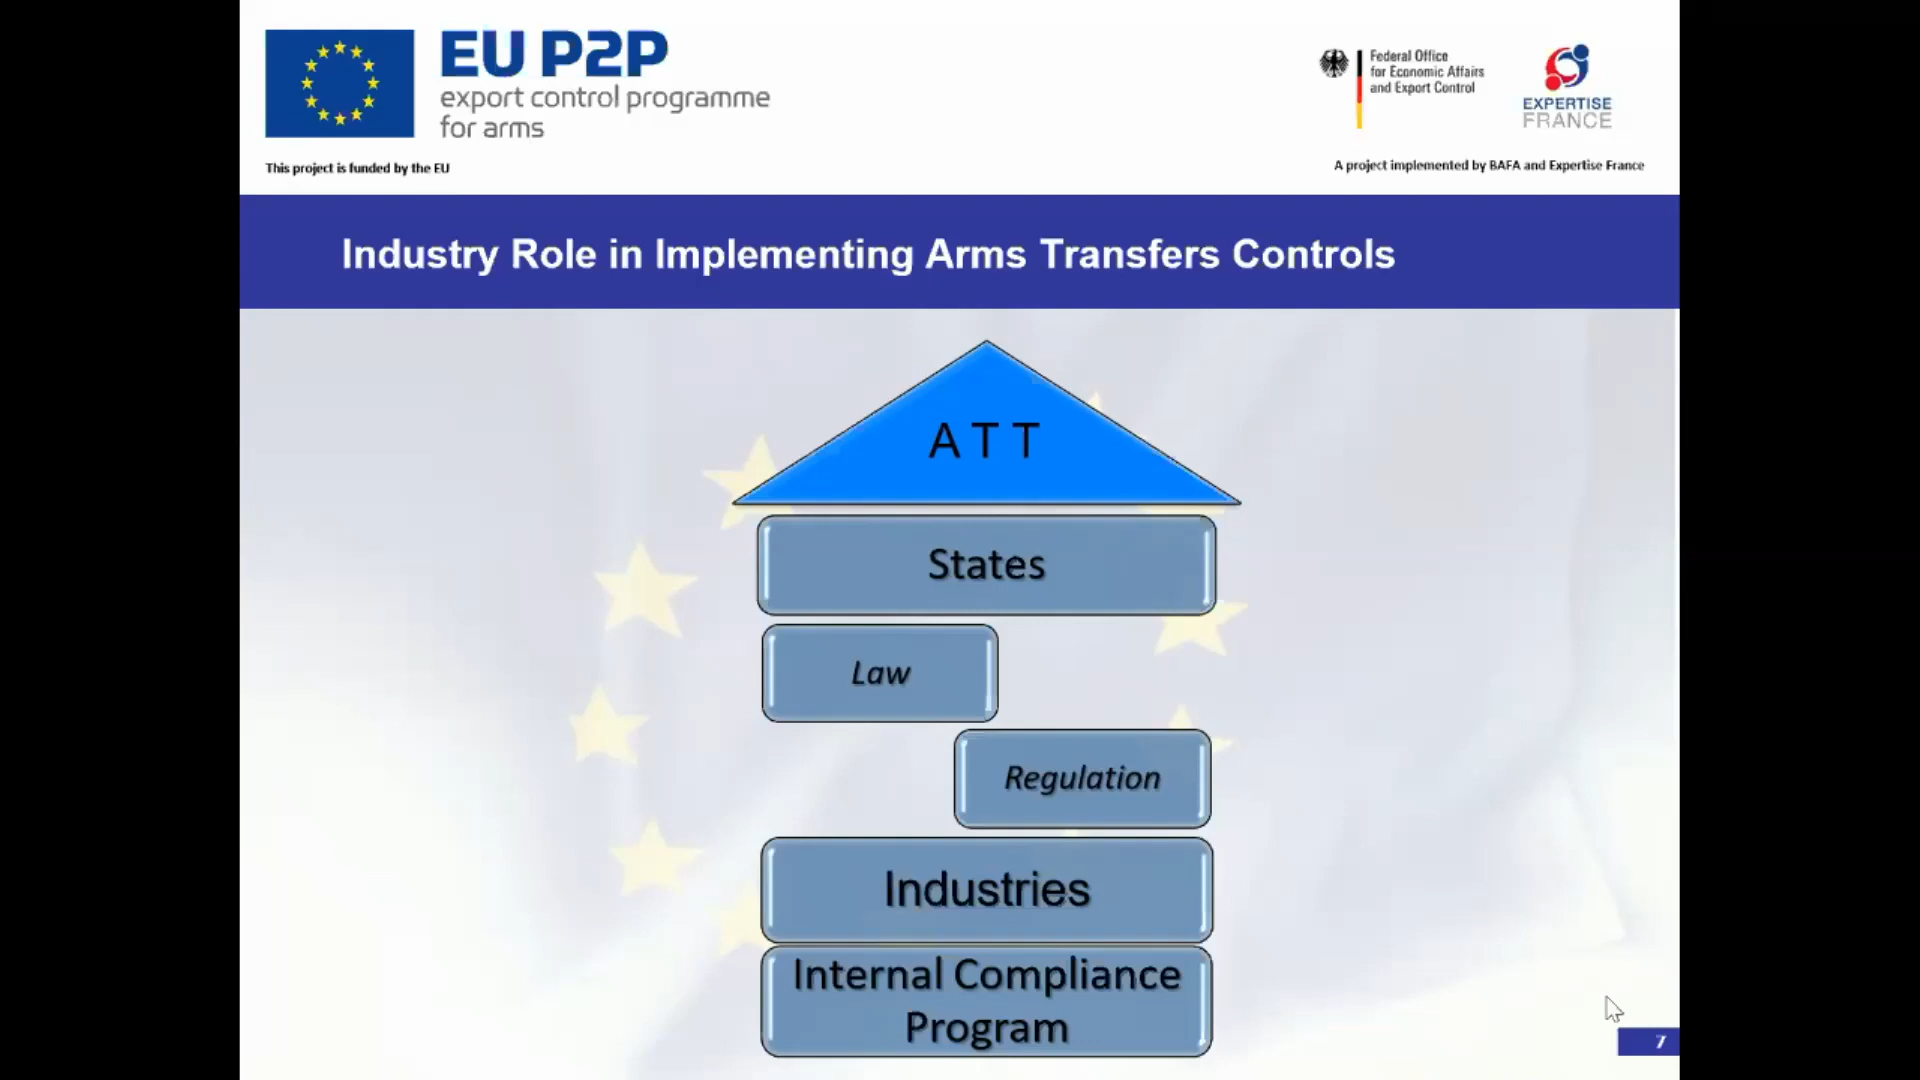 EU P2P
export control programme
for arms
This project is funded by the EU
Federal Office
for Economic Affairs
and Export Control
EXPERTISE
FRANCE
A project implemented by BAFA and Expertise France
Industry Role in Implementing Arms Transfers Controls
A T T
States
Law
Regulation
Industries
Internal Compliance
Program
7